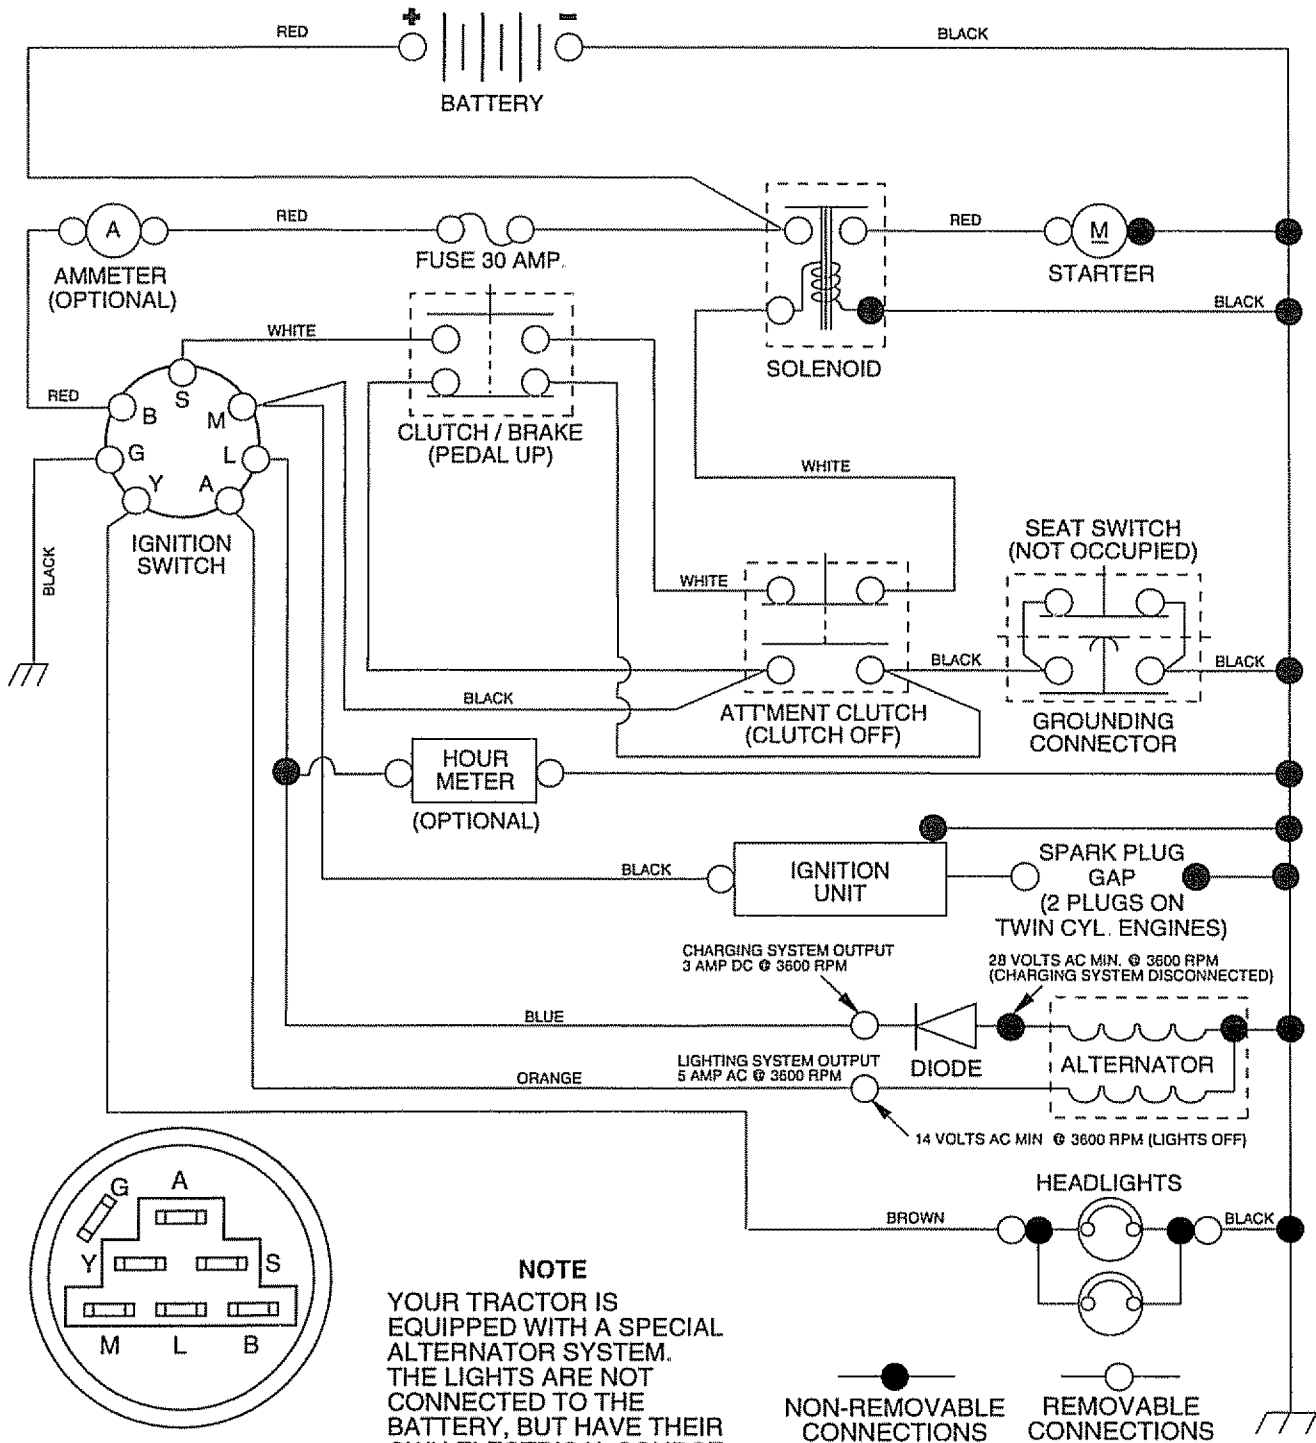 +
-
RED
BLACK
BATTERY
A
RED
RED
M
FUSE 30 AMP.
STARTER
AMMETER
(OPTIONAL)
BLACK
WHITE
SOLENOID
RED
S
B
M
CLUTCH / BRAKE
(PEDAL UP)
G
L
Y
A
WHITE
IGNITION
SWITCH
BLACK
SEAT SWITCH
(NOT OCCUPIED)
WHITE
BLACK
BLACK
BLACK
ATT'MENT CLUTCH
(CLUTCH OFF)
GROUNDING
CONNECTOR
HOUR
METER
(OPTIONAL)
BLACK
IGNITION
UNIT
SPARK PLUG
GAP
(2 PLUGS ON
TWIN CYL. ENGINES)
CHARGING SYSTEM OUTPUT
3 AMP DC @ 3600 RPM
28 VOLTS AC MIN. @ 3600 RPM
(CHARGING SYSTEM DISCONNECTED)
BLUE
DIODE
ALTERNATOR
LIGHTING SYSTEM OUTPUT
5 AMP AC @ 3600 RPM
ORANGE
14 VOLTS AC MIN @ 3600 RPM (LIGHTS OFF)
HEADLIGHTS
BROWN
BLACK
G
A
Y
S
M
L
B
NOTE
YOUR TRACTOR IS
EQUIPPED WITH A SPECIAL
ALTERNATOR SYSTEM.
THE LIGHTS ARE NOT
CONNECTED TO THE
BATTERY, BUT HAVE THEIR
NON-REMOVABLE
CONNECTIONS
REMOVABLE
CONNECTIONS